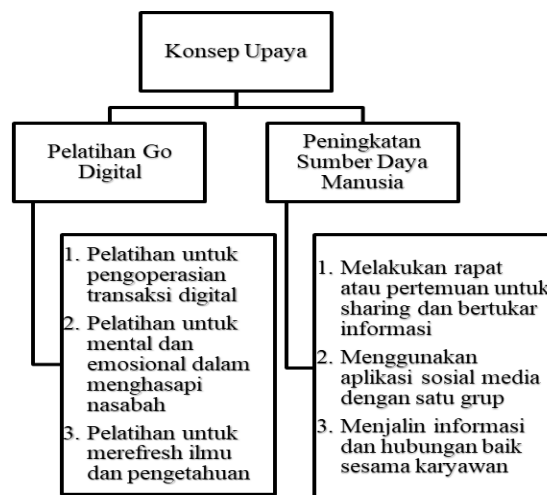 Konsep Upaya
Pelatihan Go
Digital
Peningkatan
Sumber Daya
Manusia
1. Pelatihan untuk
pengoperasian
transaksi digital
2. Pelatihan untuk
mental dan
emosional dalam
menghasapi
nasabah
3. Pelatihan untuk
merefresh ilmu
dan pengetahuan
1. Melakukan rapat
atau pertemuan untuk
sharing dan bertukar
informasi
2. Menggunakan
aplikasi sosial media
dengan satu grup
3. Menjalin informasi
dan hubungan baik
sesama karyawan